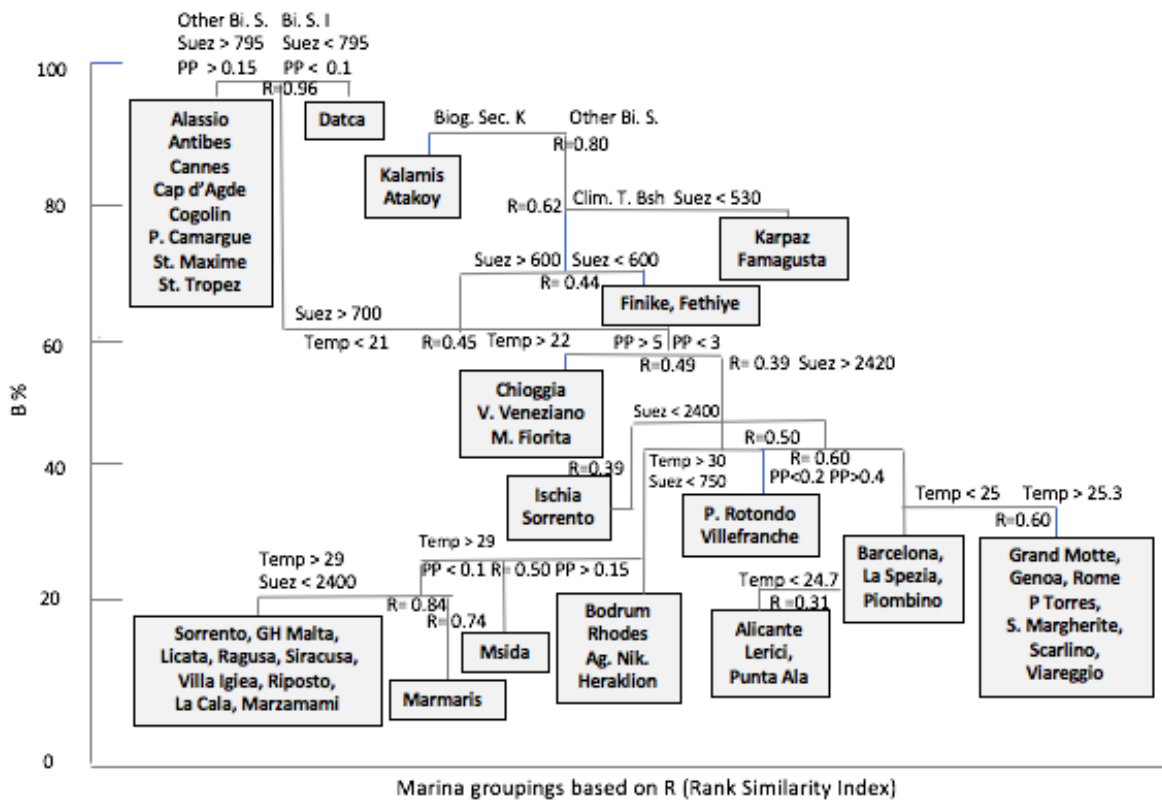 Other Bi. S. Bi. S. I
Suez > 795 Suez < 795
PP > 0.15 PP < 0.1
R=0.96
100
Alassio
Antibes
Cannes
Cap d'Agde
Cogolin
P. Camargue
St. Maxime
St. Tropez
Datca
Biog. Sec. K Other Bi. S.
R=0.80
Kalamis
Atakoy
80
R=0.62 Clim. T. Bsh Suez < 530
Karpaz
Famagusta
Suez > 600 Suez < 600
R= 0.44
Finike, Fethiye
Suez > 700
60
Temp < 21 R=0.45 Temp > 22 PP > 5 PP < 3
R=0.49 R= 0.39 Suez > 2420
Chioggia
V. Veneziano
M. Fiorita
B %
Suez < 2400
R=0.50
40
R=0.39 Temp > 30 R= 0.60
Suez < 750 PP<0.2 PP>0.4
Ischia
Sorrento
P. Rotondo
Villefranche
Temp < 25 Temp > 25.3
R=0.60
Barcelona,
La Spezia,
Piombino
Grand Motte,
Genoa, Rome
P Torres,
S. Margherite,
Scarlino,
Viareggio
Temp > 29
Suez < 2400
Temp > 29
PP < 0.1 R= 0.50 PP > 0.15
Temp < 24.7
R=0.31
20
R= 0.84
R= 0.74
Sorrento, GH Malta,
Licata, Ragusa, Siracusa,
Villa Igiea, Riposto,
La Cala, Marzamami
Marmaris
Msida
Bodrum
Rhodes
Ag. Nik.
Heraklion
Alicante
Lerici,
Punta Ala
0
Marina groupings based on R (Rank Similarity Index)